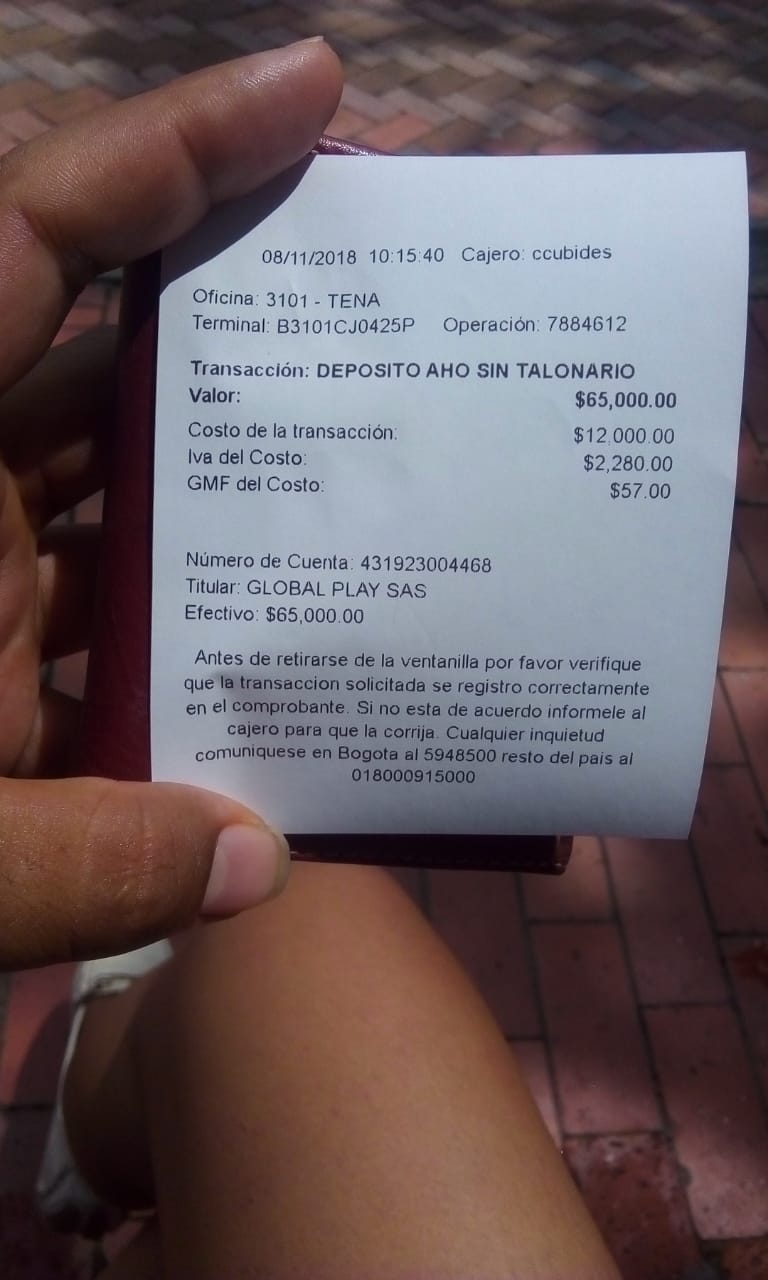 08/11/2018 10:15:40 Cajero: ccubides
Oficina: 3101 - TENA
Terminal: B3101CJ0425P Operación: 7884612
Transacción: DEPOSITO AHO SIN TALONARIO
Valor: $65,000.00
Costo de la transacción: $12,000.00
Iva del Costo: $2,280.00
GMF del Costo: $57.00
Número de Cuenta: 431923004468
Titular: GLOBAL PLAY SAS
Efectivo: $65,000.00
Antes de retirarse de la ventanilla por favor verifique
que la transaccion solicitada se registro correctamente
en el comprobante. Si no esta de acuerdo informele al
cajero para que la corrija. Cualquier inquietud
comuniquese en Bogota al 5948500 resto del pais al
018000915000